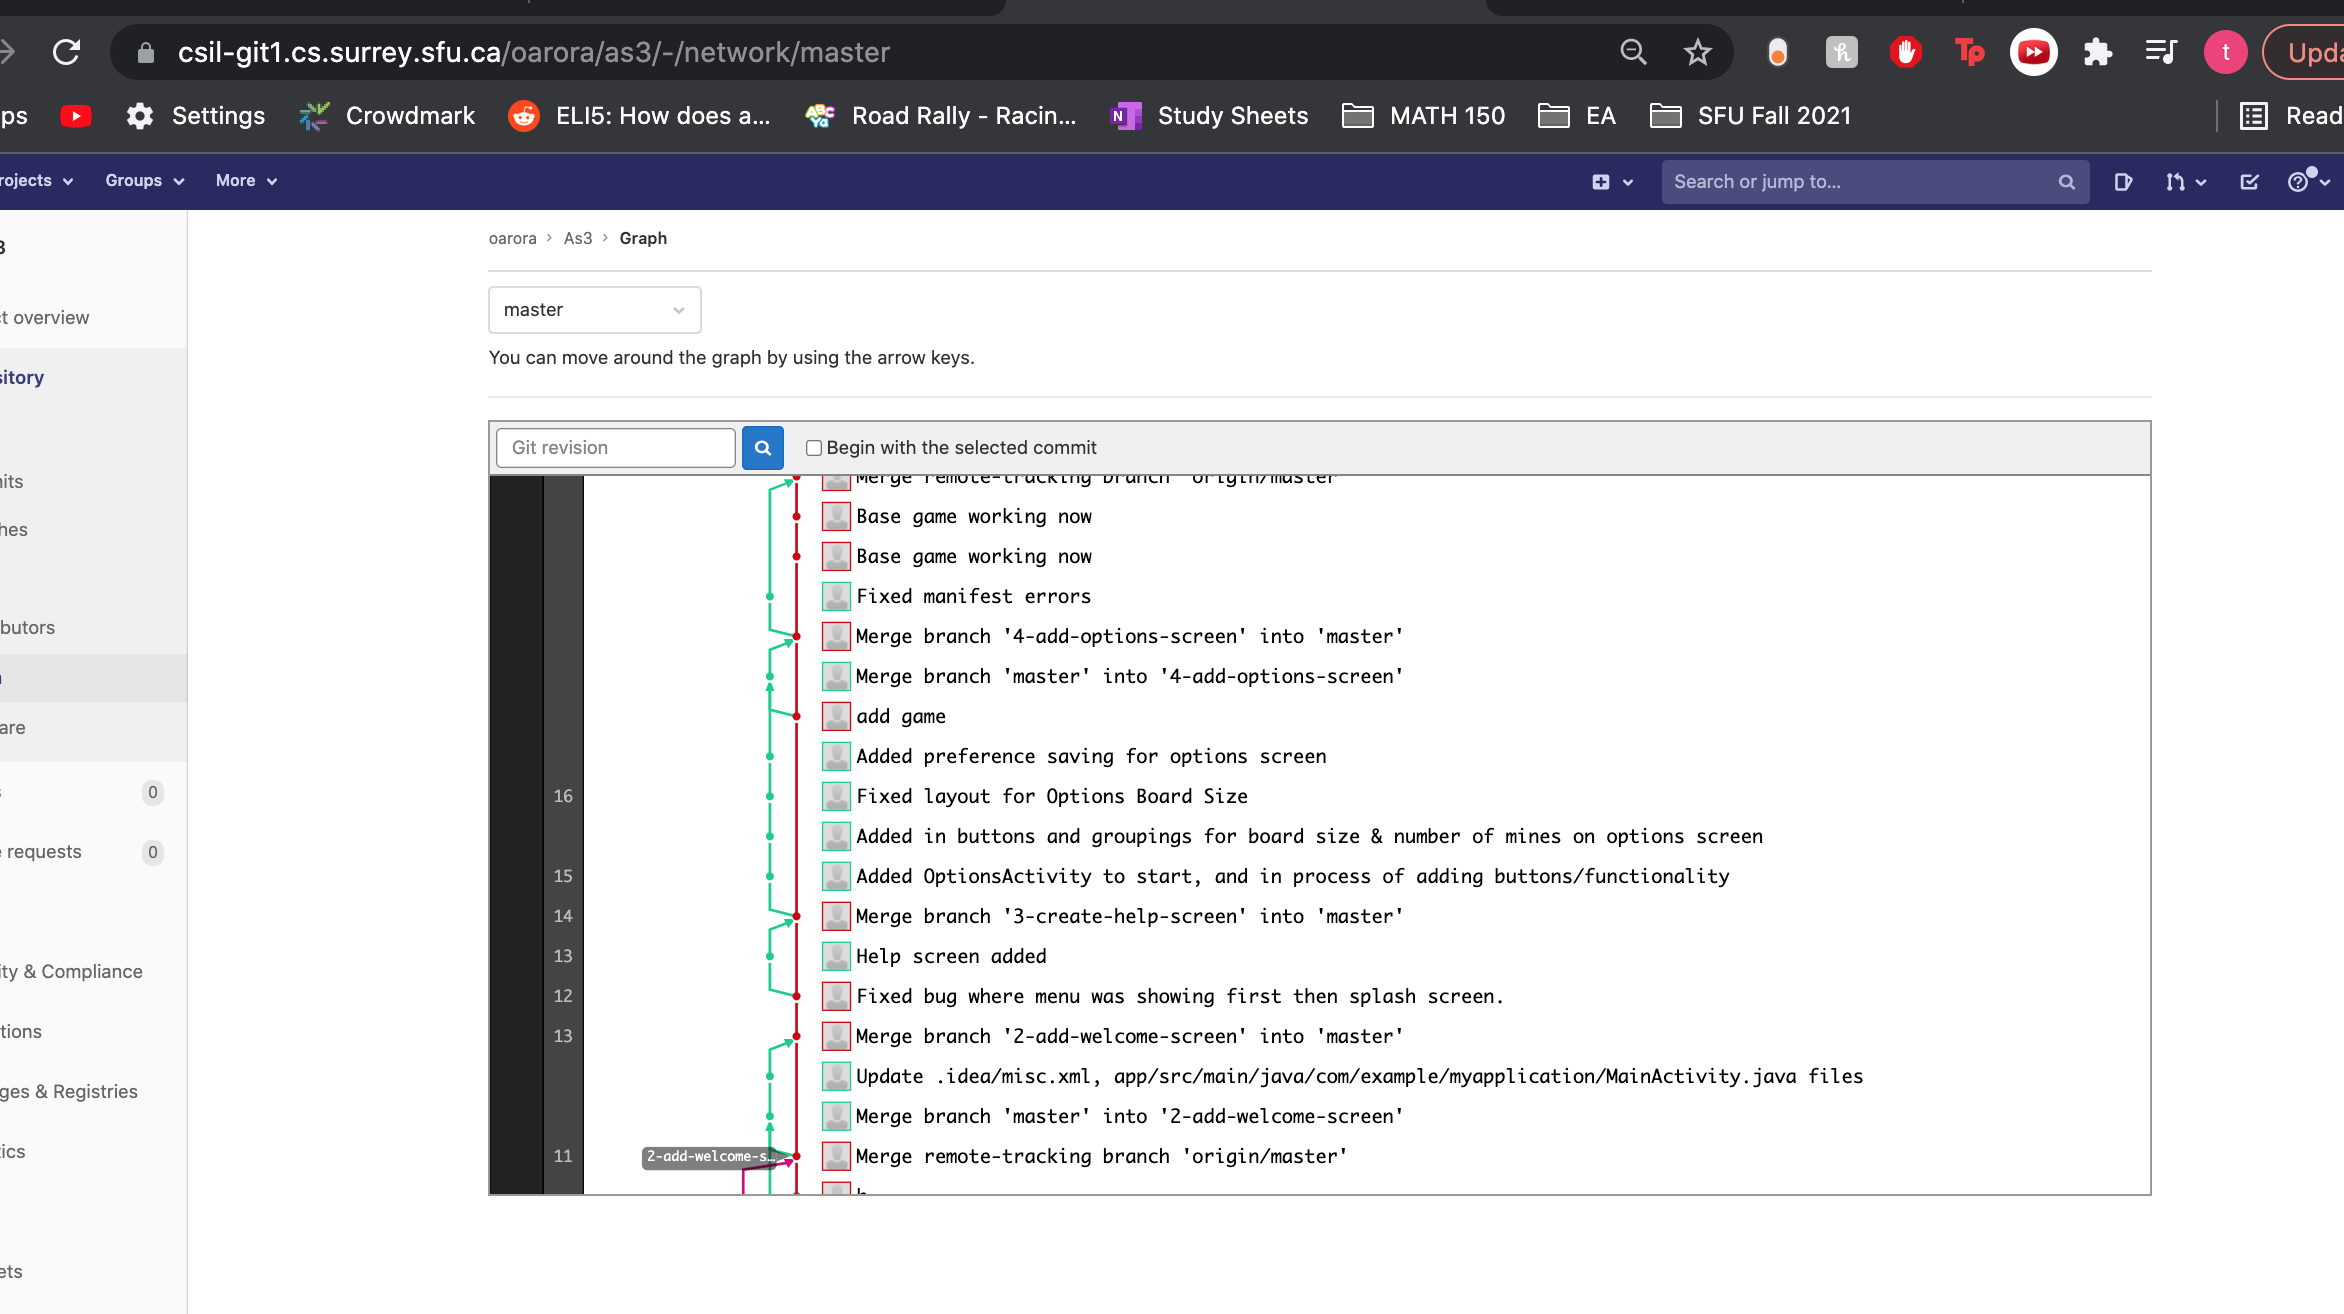 csil-git1.cs.surrey.sfu.ca/oarora/as3/-/network/master
Tp
t
Upda
ps
Settings
Crowdmark
ELI5: How does a...
Road Rally - Racin...
Study Sheets
MATH 150
EA
SFU Fall 2021
Read
rojects
Groups
More
Search or jump to...
3
ct overview
sitory
its
hes
butors
are
0
requests
0
ity & Compliance
tions
ges & Registries
tics
ets
oarora > As3 > Graph
master
You can move around the graph by using the arrow keys.
Git revision
Begin with the selected commit
Merge remote-tracking branch 'origin/master'
Base game working now
Base game working now
Fixed manifest errors
Merge branch '4-add-options-screen' into 'master'
Merge branch 'master' into '4-add-options-screen'
add game
Added preference saving for options screen
16 Fixed layout for Options Board Size
Added in buttons and groupings for board size & number of mines on options screen
15 Added OptionsActivity to start, and in process of adding buttons/functionality
14 Merge branch '3-create-help-screen' into 'master'
13 Help screen added
12 Fixed bug where menu was showing first then splash screen.
13 Merge branch '2-add-welcome-screen' into 'master'
Update .idea/misc.xml, app/src/main/java/com/example/myapplication/MainActivity.java files
Merge branch 'master' into '2-add-welcome-screen'
11 2-add-welcome-s... Merge remote-tracking branch 'origin/master'